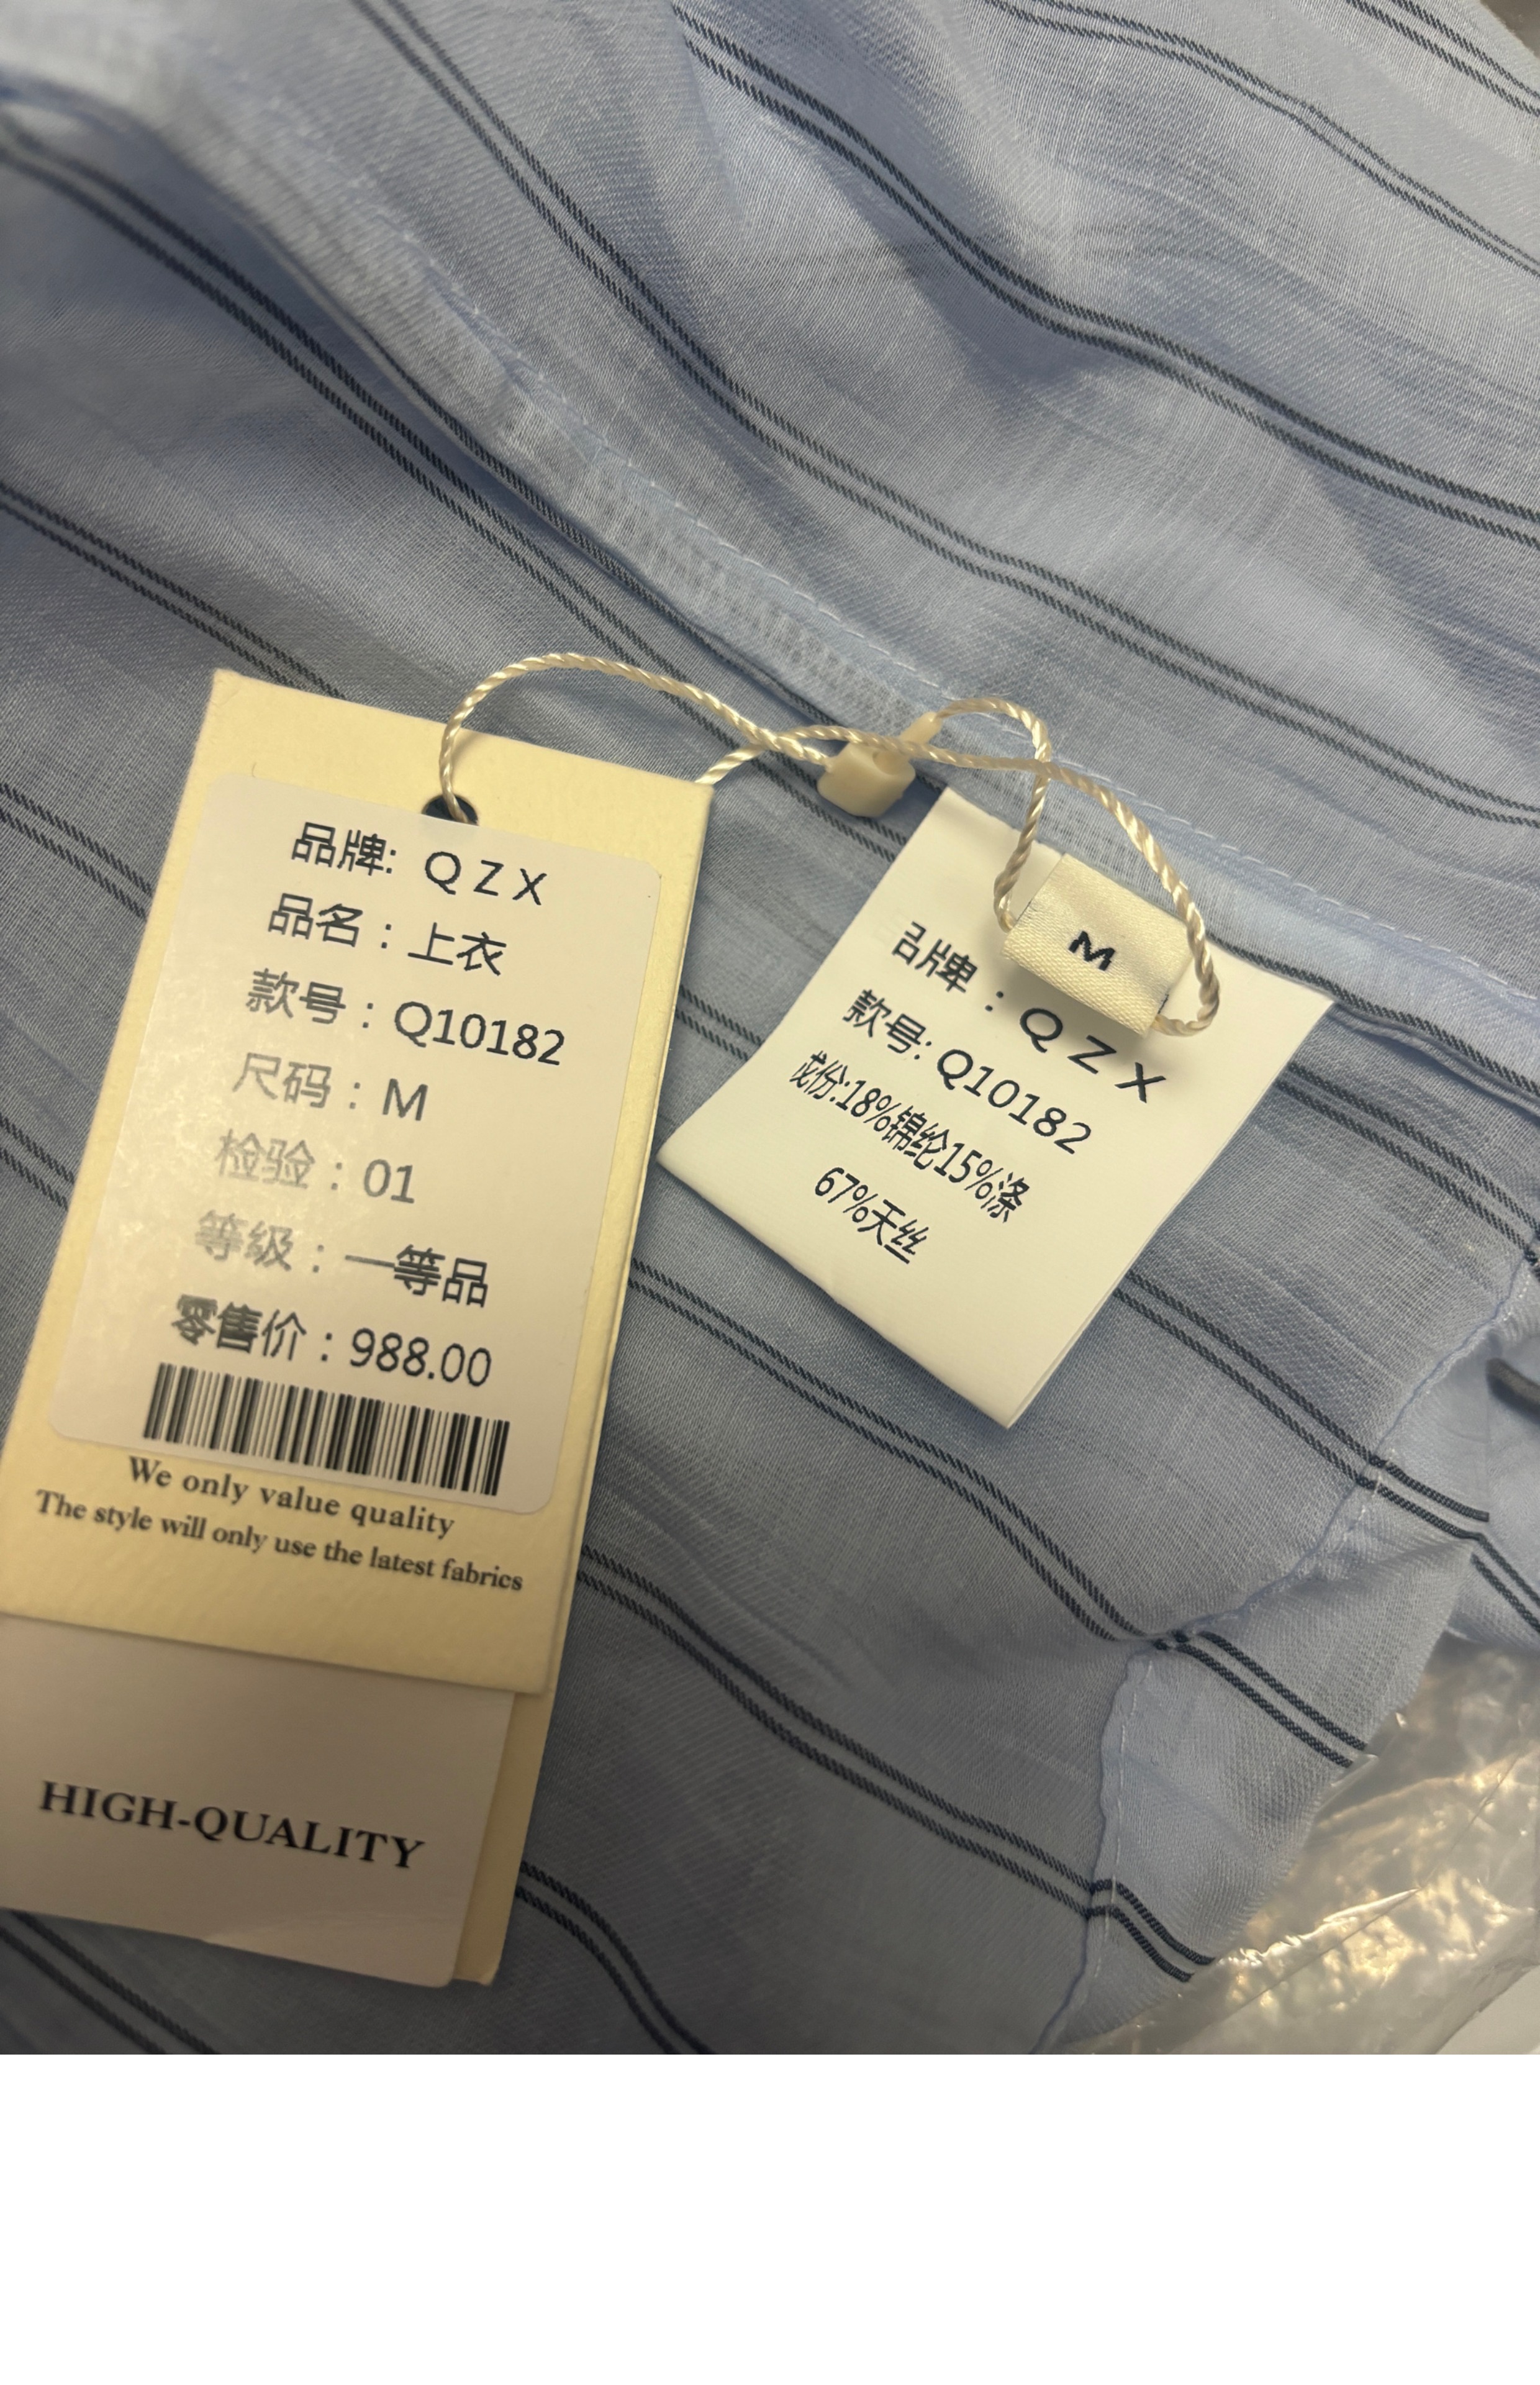 品牌: QZX
品名：上衣
款号：Q10182
尺码：M
检验：01
等级：一等品
零售价：988.00
We only value quality
The style will only use the latest fabrics
HIGH-QUALITY
M
品牌：QZX
款号: Q10182
成份:18%锦纶15%涤
67%天丝